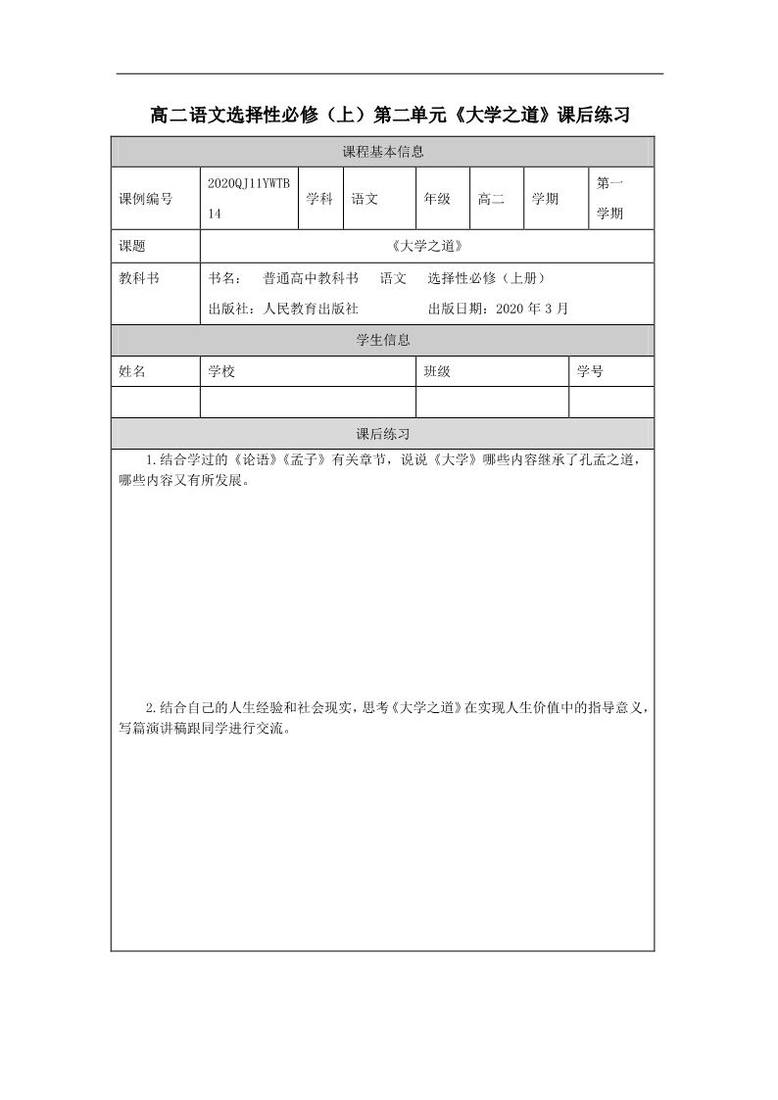 高二语文选择性必修（上）第二单元《大学之道》课后练习
课程基本信息
课例编号 2020QJ11YWTB14 学科 语文 年级 高二 学期 第一学期
课题 《大学之道》
教科书 书名： 普通高中教科书 语文 选择性必修（上册）
出版社：人民教育出版社 出版日期：2020 年 3 月
学生信息
姓名 学校 班级 学号
课后练习
1.结合学过的《论语》《孟子》有关章节，说说《大学》哪些内容继承了孔孟之道，
哪些内容又有所发展。
2.结合自己的人生经验和社会现实，思考《大学之道》在实现人生价值中的指导意义，
写篇演讲稿跟同学进行交流。